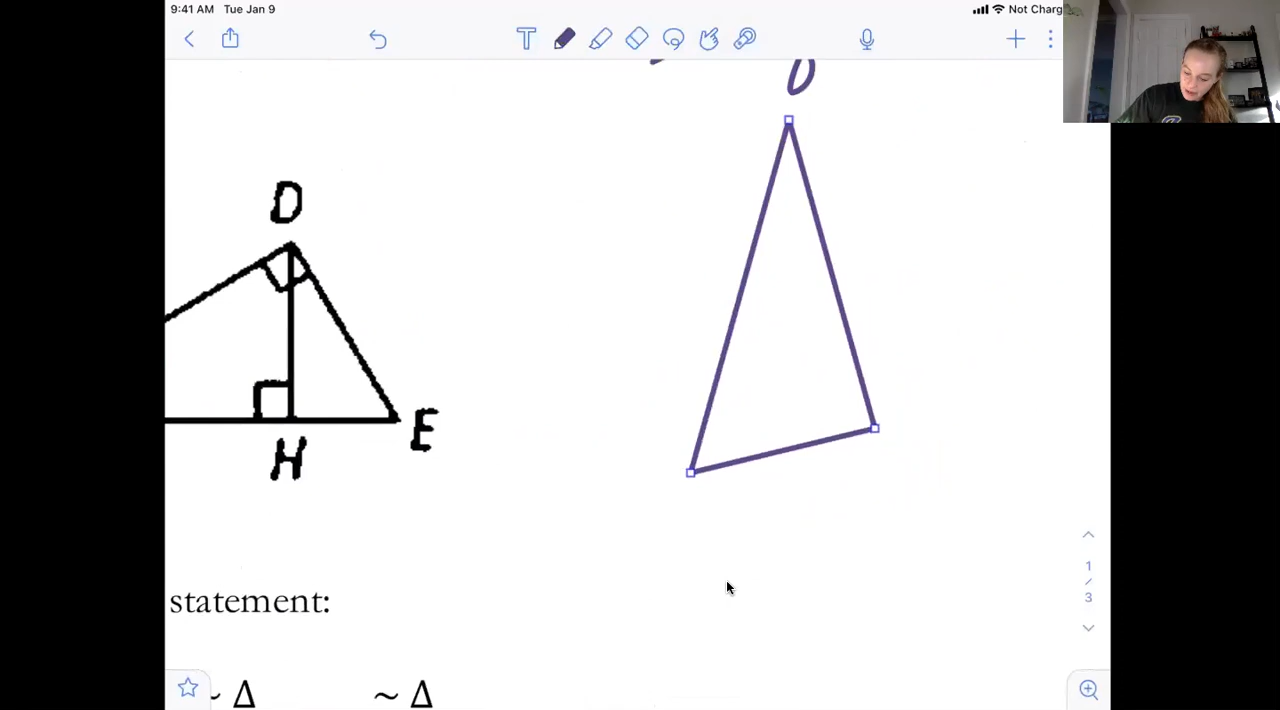 9:41 AM Tue Jan 9
Not Charg
T
D
D
H
E
1
/
3
statement:
~ Δ ~ Δ